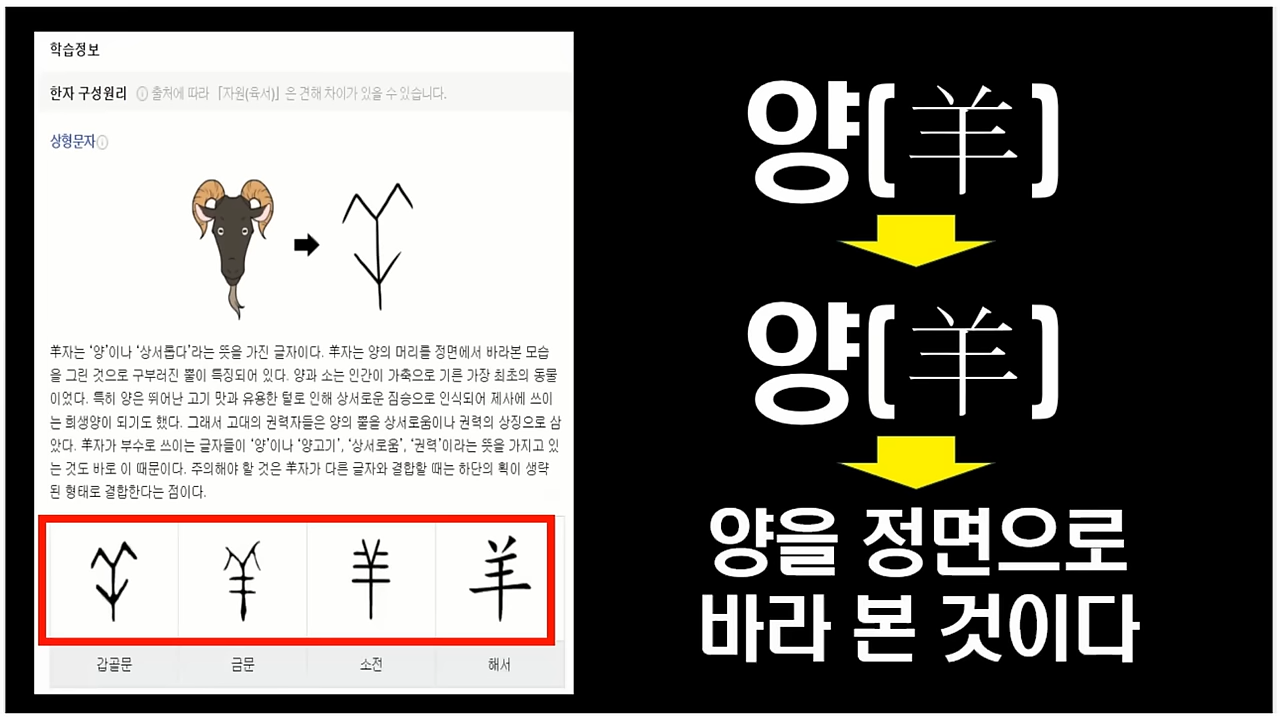 학습정보
한자 구성원리 ⓘ 출처에 따라 「자원(육서)」은 견해 차이가 있을 수 있습니다.
상형문자ⓘ
羊자는 ‘양’이나 ‘상서롭다’라는 뜻을 가진 글자이다. 羊자는 양의 머리를 정면에서 바라본 모습
을 그린 것으로 구부러진 뿔이 특징되어 있다. 양과 소는 인간이 가축으로 기른 가장 최초의 동물
이었다. 특히 양은 뛰어난 고기 맛과 유용한 털로 인해 상서로운 짐승으로 인식되어 제사에 쓰이
는 희생양이 되기도 했다. 그래서 고대의 권력자들은 양의 뿔을 상서로움이나 권력의 상징으로 삼
았다. 羊자가 부수로 쓰이는 글자들이 ‘양’이나 ‘양고기’, ‘상서로움’, ‘권력’이라는 뜻을 가지고 있
는 것도 바로 이 때문이다. 주의해야 할 것은 羊자가 다른 글자와 결합할 때는 하단의 획이 생략
된 형태로 결합한다는 점이다.
羊 羊 羊 羊
갑골문 금문 소전 해서
양(羊)
양(羊)
양을 정면으로
바라 본 것이다